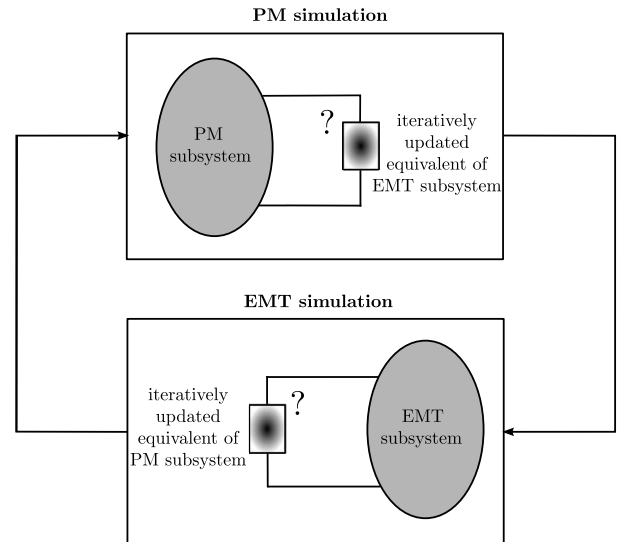 PM simulation
PM
subsystem
?
iteratively
updated
equivalent of
EMT subsystem
EMT simulation
iteratively
updated
equivalent of
PM subsystem
?
EMT
subsystem